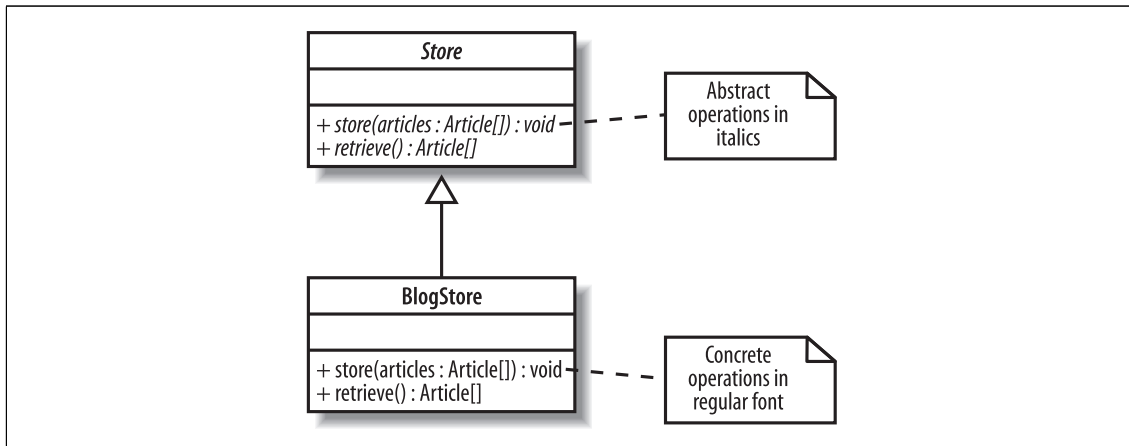 Store
+ store(articles : Article[]) : void
+ retrieve() : Article[]
Abstract
operations in
italics
BlogStore
+ store(articles : Article[]) : void
+ retrieve() : Article[]
Concrete
operations in
regular font